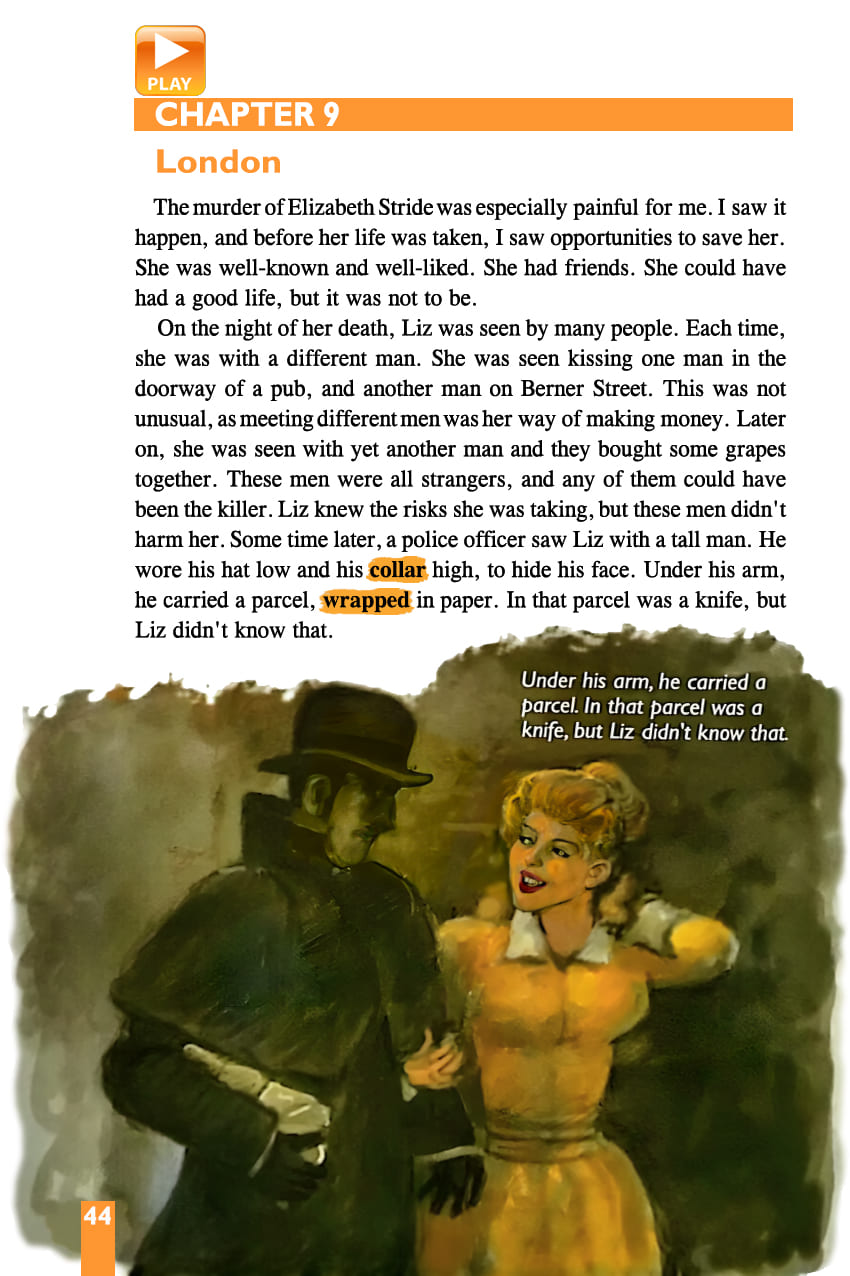 PLAY
CHAPTER 9
London
The murder of Elizabeth Stride was especially painful for me. I saw it
happen, and before her life was taken, I saw opportunities to save her.
She was well-known and well-liked. She had friends. She could have
had a good life, but it was not to be.
On the night of her death, Liz was seen by many people. Each time,
she was with a different man. She was seen kissing one man in the
doorway of a pub, and another man on Berner Street. This was not
unusual, as meeting different men was her way of making money. Later
on, she was seen with yet another man and they bought some grapes
together. These men were all strangers, and any of them could have
been the killer. Liz knew the risks she was taking, but these men didn't
harm her. Some time later, a police officer saw Liz with a tall man. He
wore his hat low and his collar high, to hide his face. Under his arm,
he carried a parcel, wrapped in paper. In that parcel was a knife, but
Liz didn't know that.
Under his arm, he carried a
parcel. In that parcel was a
knife, but Liz didn't know that.
44